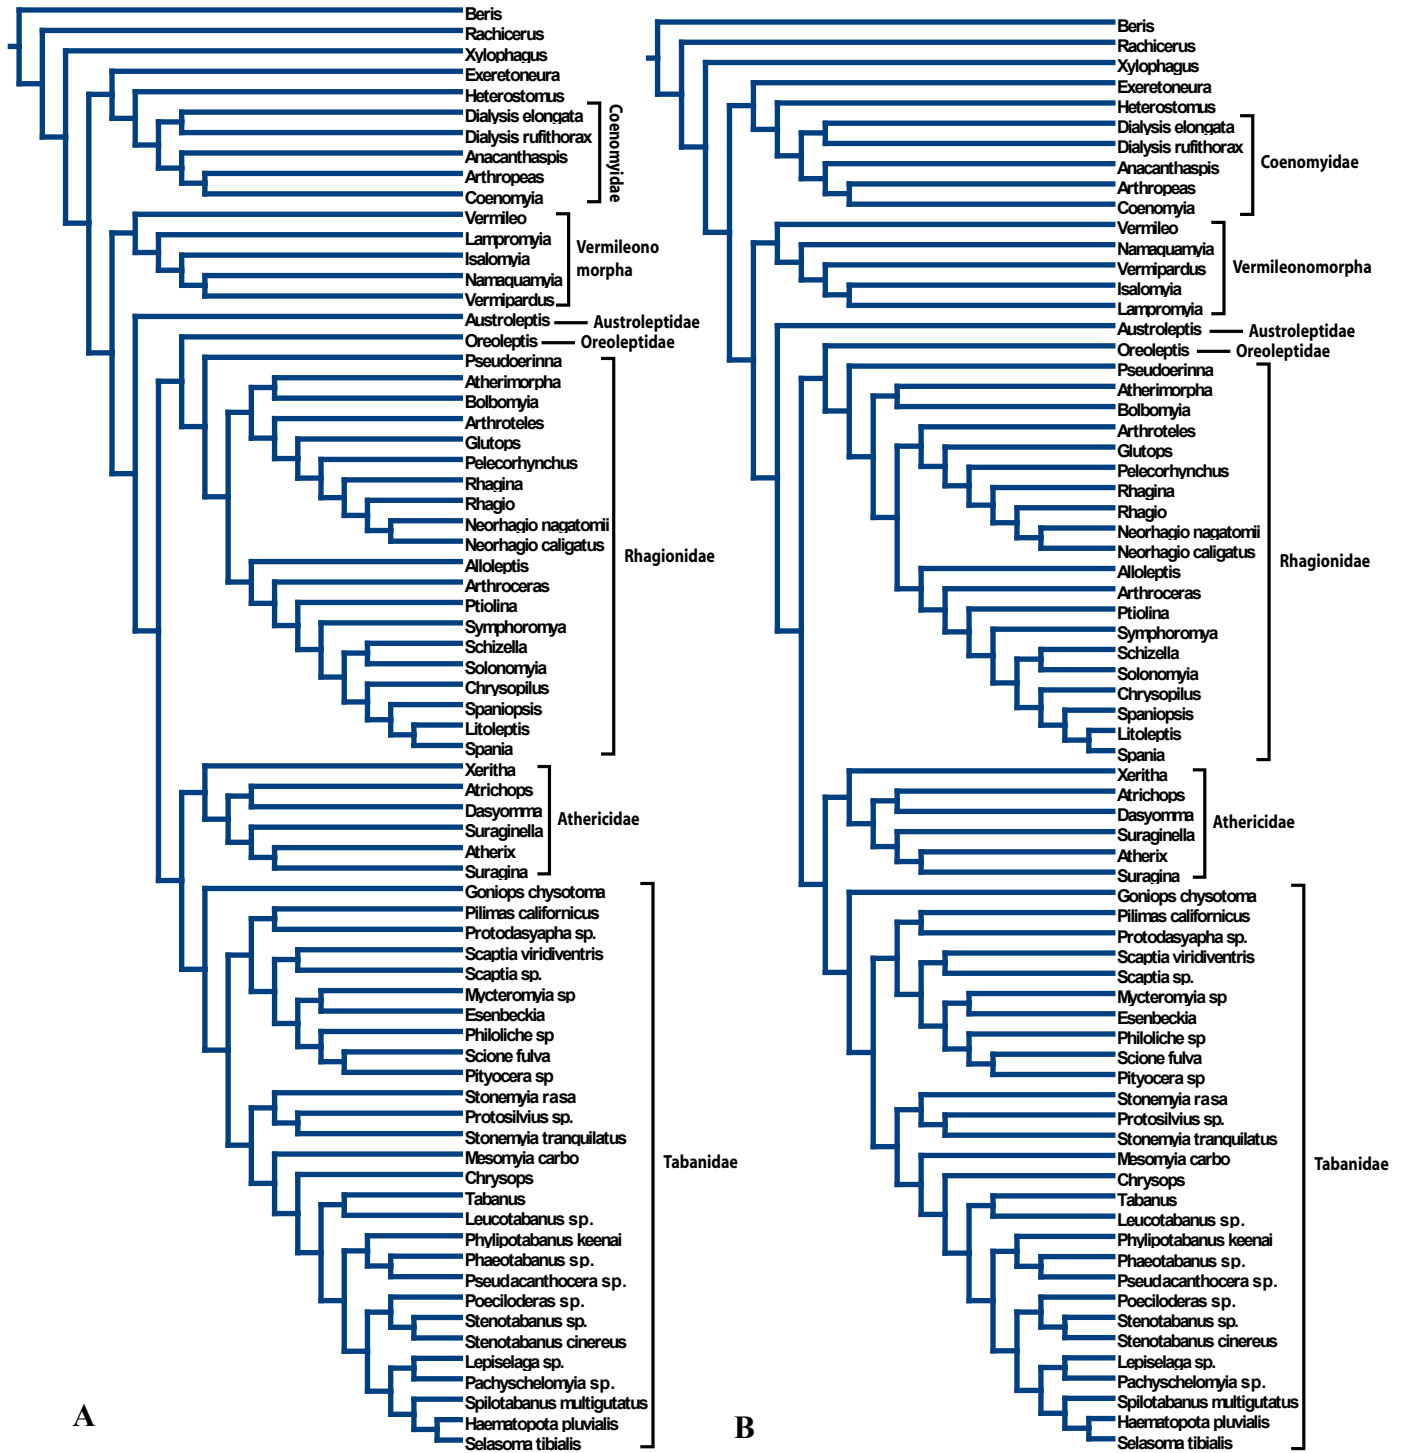 Beris
Rachicerus
Xylophagus
Exeretoneura
Heterostomus
Dialysis elongata
Dialysis rufithorax
Anacanthaspis
Arthropeas
Coenomyia
Coenomyidae
Vermileo
Lampromyia
Isalomyia
Namaquamyia
Vermipardus
Vermileono
morpha
Austroleptis
Austroleptidae
Oreoleptis
Oreoleptidae
Pseudoerinna
Atherimorpha
Bolbomyia
Arthroteles
Glutops
Pelecorhynchus
Rhagina
Rhagio
Neorhagio nagatomii
Neorhagio caligatus
Alloleptis
Arthroceras
Ptiolina
Symphoromya
Schizella
Solonomyia
Chrysopilus
Spaniopsis
Litoleptis
Spania
Rhagionidae
Xeritha
Atrichops
Dasyomma
Suraginella
Atherix
Suragina
Athericidae
Goniops chysotoma
Pilimas californicus
Protodasyapha sp.
Scaptia viridiventris
Scaptia sp.
Mycteromyia sp
Esenbeckia
Philoliche sp
Scione fulva
Pityocera sp
Stonemyia rasa
Protosilvius sp.
Stonemyia tranquilatus
Mesomyia carbo
Chrysops
Tabanus
Leucotabanus sp.
Phylipotabanus keenai
Phaeotabanus sp.
Pseudacanthocera sp.
Poeciloderas sp.
Stenotabanus sp.
Stenotabanus cinereus
Lepiselaga sp.
Pachyschelomyia sp.
Spilotabanus multigutatus
Haematopota pluvialis
Selasoma tibialis
Tabanidae
A
Beris
Rachicerus
Xylophagus
Exeretoneura
Heterostomus
Dialysis elongata
Dialysis rufithorax
Anacanthaspis
Arthropeas
Coenomyia
Coenomyidae
Vermileo
Namaquamyia
Vermipardus
Isalomyia
Lampromyia
Vermileonomorpha
Austroleptis
Austroleptidae
Oreoleptis
Oreoleptidae
Pseudoerinna
Atherimorpha
Bolbomyia
Arthroteles
Glutops
Pelecorhynchus
Rhagina
Rhagio
Neorhagio nagatomii
Neorhagio caligatus
Alloleptis
Arthroceras
Ptiolina
Symphoromya
Schizella
Solonomyia
Chrysopilus
Spaniopsis
Litoleptis
Spania
Rhagionidae
Xeritha
Atrichops
Dasyomma
Suraginella
Atherix
Suragina
Athericidae
Goniops chysotoma
Pilimas californicus
Protodasyapha sp.
Scaptia viridiventris
Scaptia sp.
Mycteromyia sp
Esenbeckia
Philoliche sp
Scione fulva
Pityocera sp
Stonemyia rasa
Protosilvius sp.
Stonemyia tranquilatus
Mesomyia carbo
Chrysops
Tabanus
Leucotabanus sp.
Phylipotabanus keenai
Phaeotabanus sp.
Pseudacanthocera sp.
Poeciloderas sp.
Stenotabanus sp.
Stenotabanus cinereus
Lepiselaga sp.
Pachyschelomyia sp.
Spilotabanus multigutatus
Haematopota pluvialis
Selasoma tibialis
Tabanidae
B